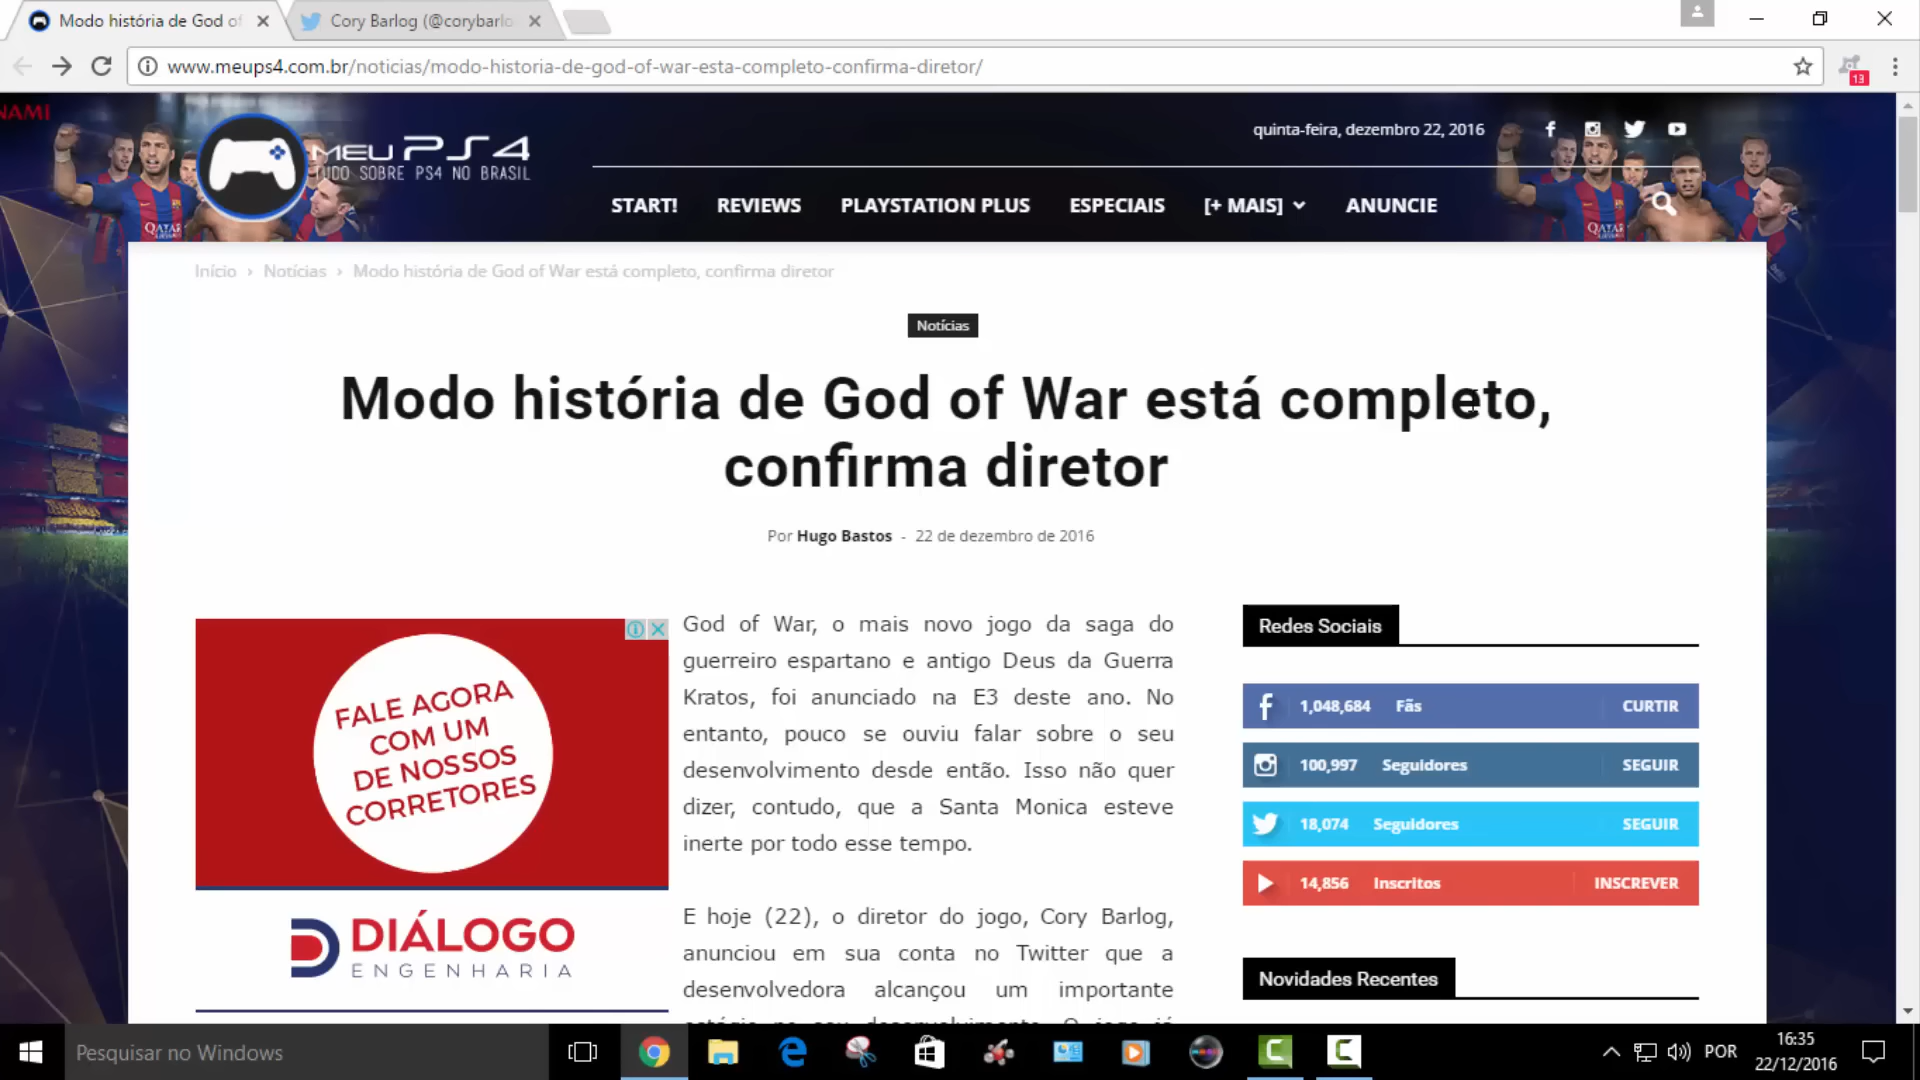 Modo história de God of
Cory Barlog (@corybarlo
www.meups4.com.br/noticias/modo-historia-de-god-of-war-esta-completo-confirma-diretor/
13
NAMI
MEU PS4
TUDO SOBRE PS4 NO BRASIL
quinta-feira, dezembro 22, 2016
START! REVIEWS PLAYSTATION PLUS ESPECIAIS [+ MAIS] ANUNCIE
QATAR
QATAR
Início › Notícias › Modo história de God of War está completo, confirma diretor
Notícias
Modo história de God of War está completo,
confirma diretor
Por Hugo Bastos - 22 de dezembro de 2016
FALE AGORA
COM UM
DE NOSSOS
CORRETORES
DIÁLOGO
ENGENHARIA
God of War, o mais novo jogo da saga do
guerreiro espartano e antigo Deus da Guerra
Kratos, foi anunciado na E3 deste ano. No
entanto, pouco se ouviu falar sobre o seu
desenvolvimento desde então. Isso não quer
dizer, contudo, que a Santa Monica esteve
inerte por todo esse tempo.
E hoje (22), o diretor do jogo, Cory Barlog,
anunciou em sua conta no Twitter que a
desenvolvedora alcançou um importante
Redes Sociais
1,048,684 Fãs CURTIR
100,997 Seguidores SEGUIR
18,074 Seguidores SEGUIR
14,856 Inscritos INSCREVER
Novidades Recentes
Pesquisar no Windows
POR
16:35
22/12/2016